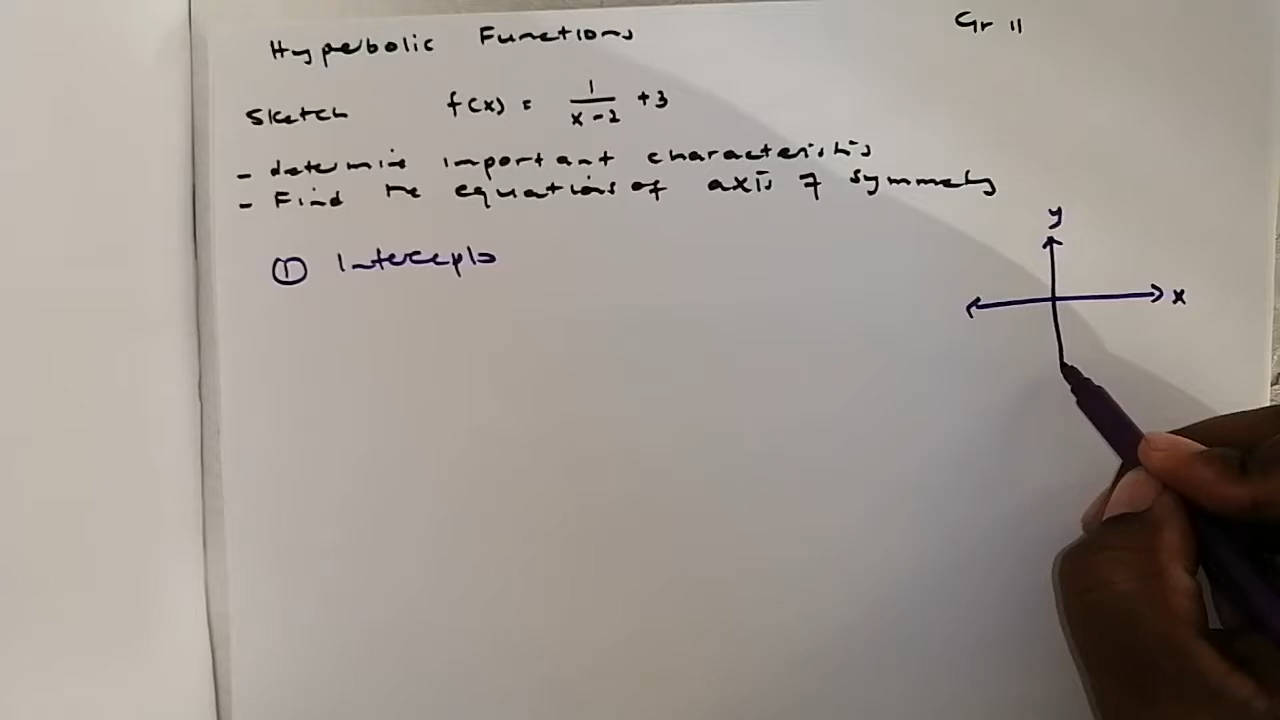 Hyperbolic Functions Gr 11
Sketch f(x) = 1/(x-2) + 3
- determine important characteristics
- Find the equations of axis of symmetry
① Intercepts
y
x